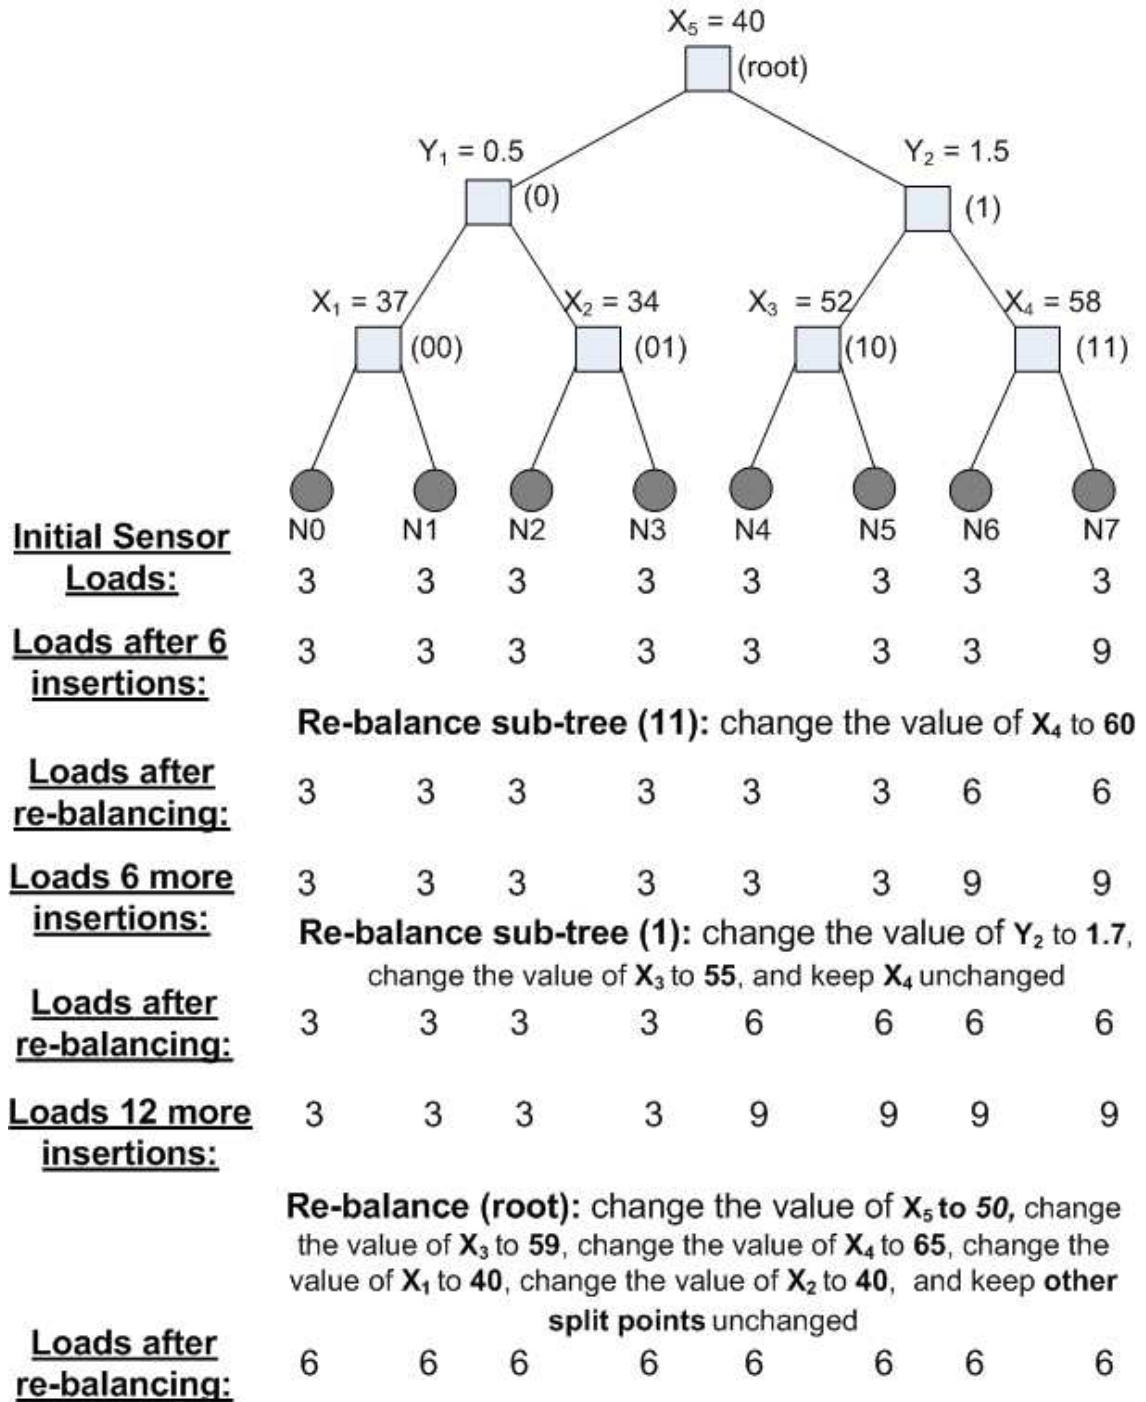 X₅ = 40
(root)
Y₁ = 0.5 Y₂ = 1.5
(0) (1)
X₁ = 37 X₂ = 34 X₃ = 52 X₄ = 58
(00) (01) (10) (11)
N0 N1 N2 N3 N4 N5 N6 N7
Initial Sensor
Loads: 3 3 3 3 3 3 3 3
Loads after 6
insertions: 3 3 3 3 3 3 3 9
Re-balance sub-tree (11): change the value of X₄ to 60
Loads after
re-balancing: 3 3 3 3 3 3 6 6
Loads 6 more
insertions: 3 3 3 3 3 3 9 9
Re-balance sub-tree (1): change the value of Y₂ to 1.7,
change the value of X₃ to 55, and keep X₄ unchanged
Loads after
re-balancing: 3 3 3 3 6 6 6 6
Loads 12 more
insertions: 3 3 3 3 9 9 9 9
Re-balance (root): change the value of X₅ to 50, change
the value of X₃ to 59, change the value of X₄ to 65, change the
value of X₁ to 40, change the value of X₂ to 40, and keep other
split points unchanged
Loads after
re-balancing: 6 6 6 6 6 6 6 6